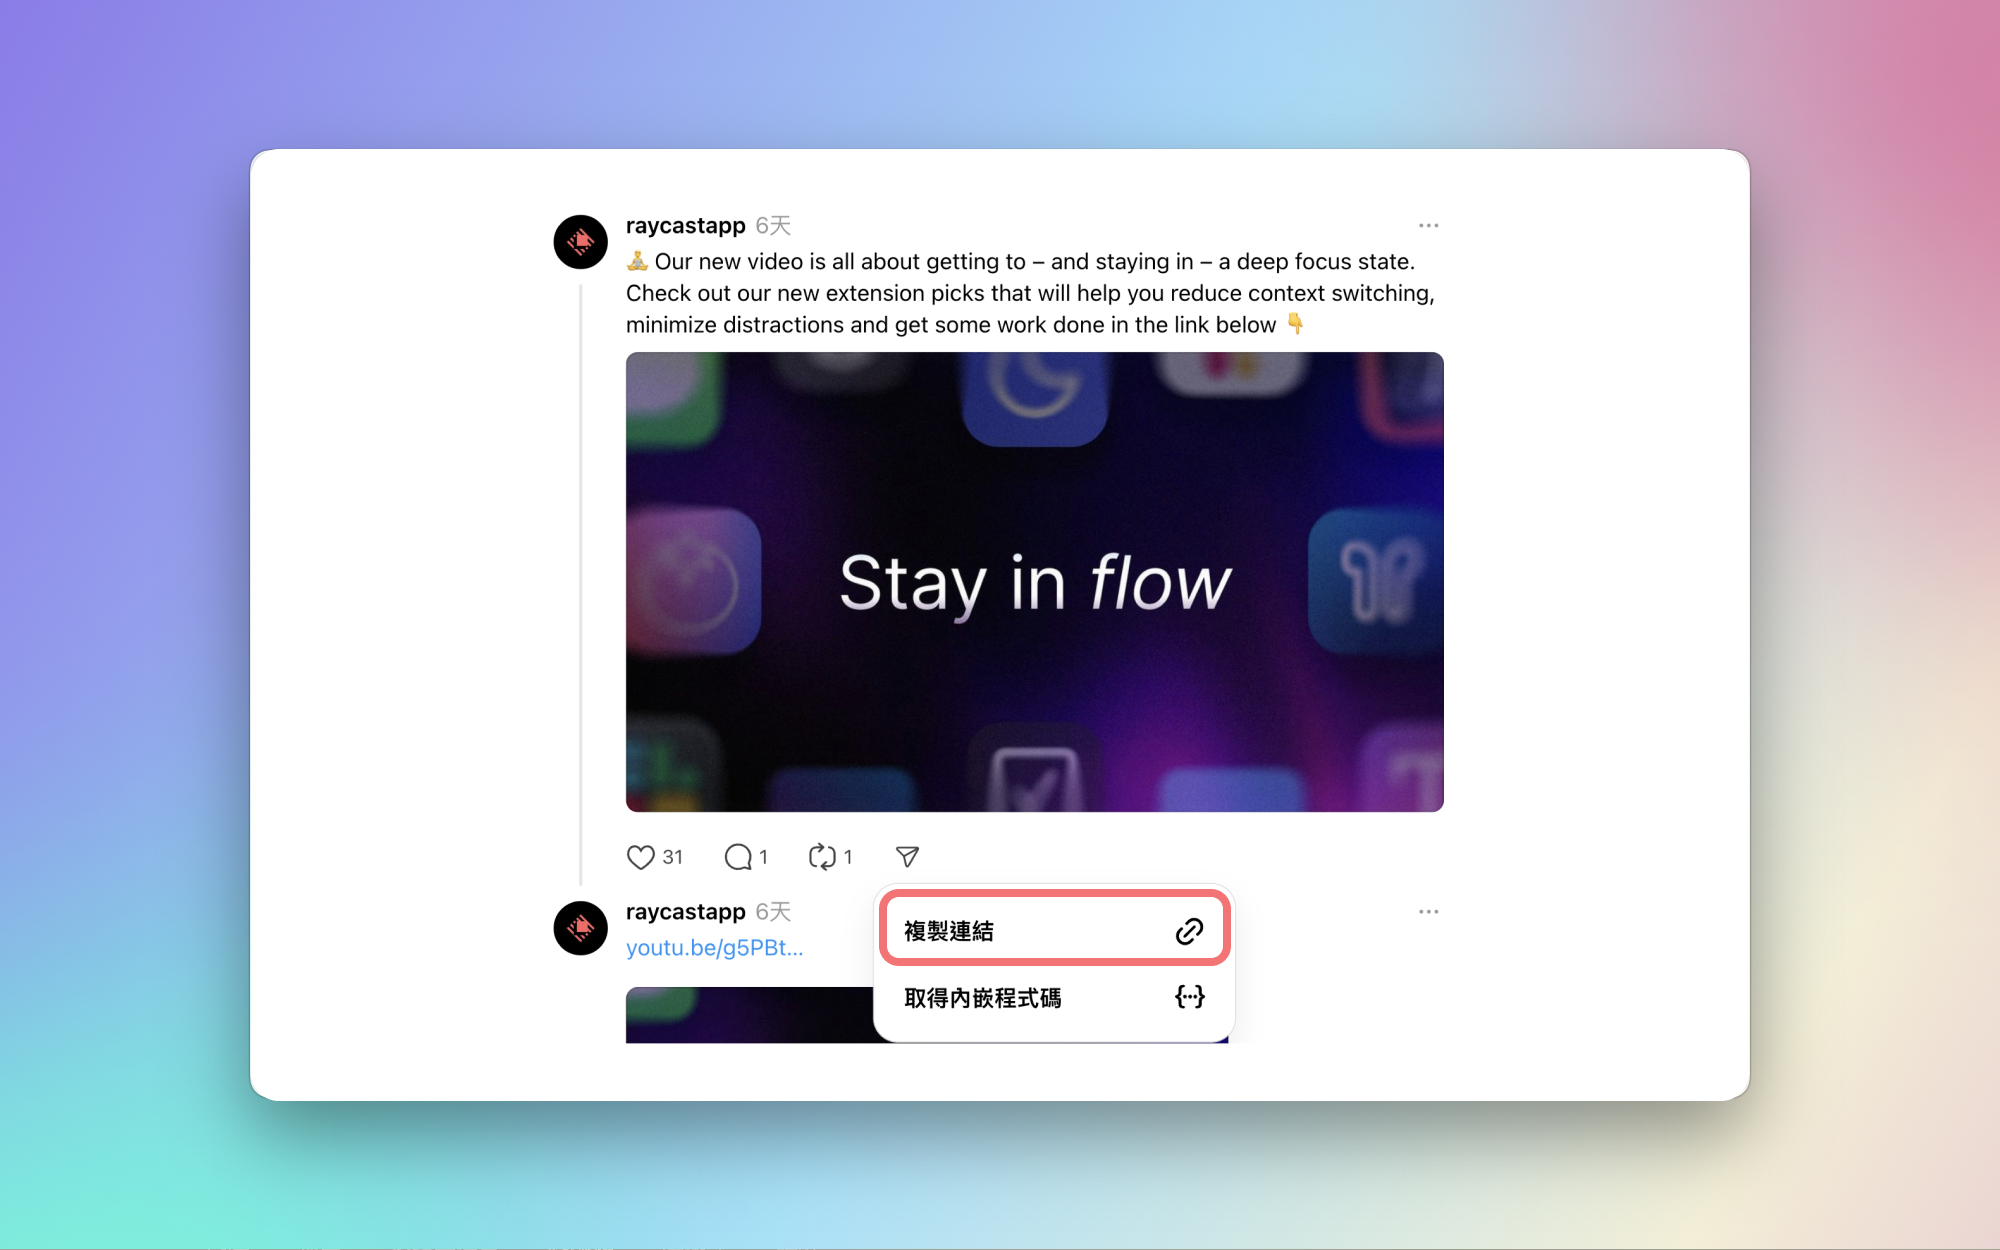 raycastapp 6天
🧘 Our new video is all about getting to – and staying in – a deep focus state.
Check out our new extension picks that will help you reduce context switching,
minimize distractions and get some work done in the link below 👇
Stay in flow
31 1 1
raycastapp 6天
youtu.be/g5PBt...
複製連結
取得內嵌程式碼